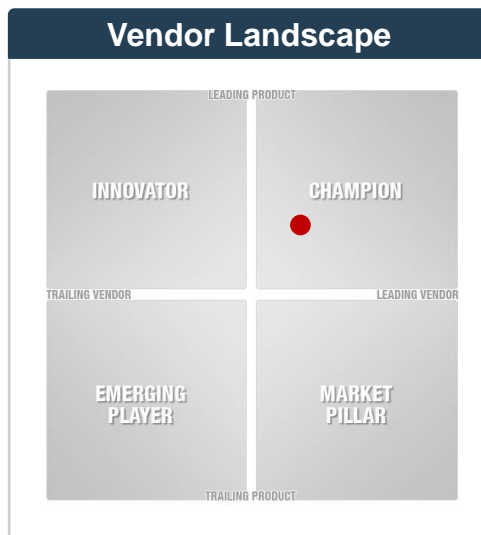 Vendor Landscape
LEADING PRODUCT
INNOVATOR
CHAMPION
TRAILING VENDOR
LEADING VENDOR
EMERGING
PLAYER
MARKET
PILLAR
TRAILING PRODUCT